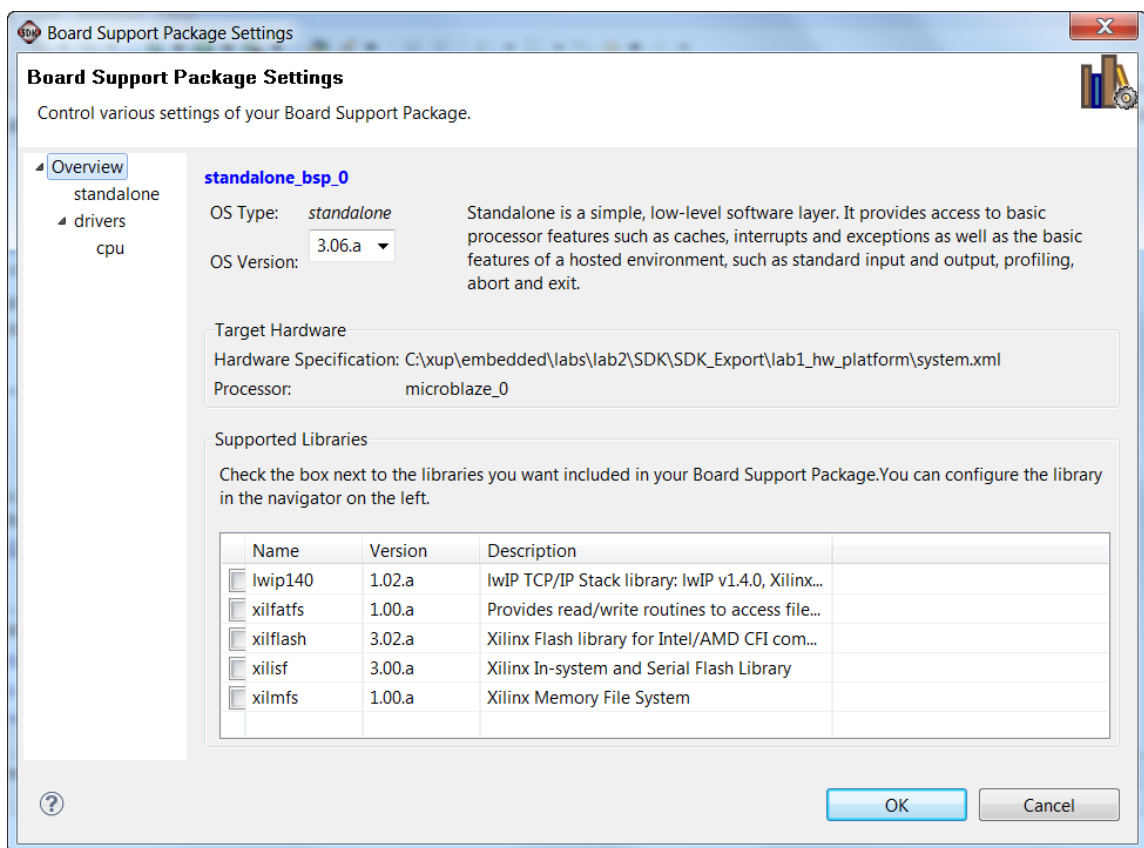 SDK
Board Support Package Settings
Board Support Package Settings
Control various settings of your Board Support Package.
Overview
standalone
drivers
cpu
standalone_bsp_0
OS Type: standalone
OS Version: 3.06.a
Standalone is a simple, low-level software layer. It provides access to basic
processor features such as caches, interrupts and exceptions as well as the basic
features of a hosted environment, such as standard input and output, profiling,
abort and exit.
Target Hardware
Hardware Specification: C:\xup\embedded\labs\lab2\SDK\SDK_Export\lab1_hw_platform\system.xml
Processor: microblaze_0
Supported Libraries
Check the box next to the libraries you want included in your Board Support Package.You can configure the library
in the navigator on the left.
Name Version Description
lwip140 1.02.a lwIP TCP/IP Stack library: lwIP v1.4.0, Xilinx...
xilfatfs 1.00.a Provides read/write routines to access file...
xilflash 3.02.a Xilinx Flash library for Intel/AMD CFI com...
xilisf 3.00.a Xilinx In-system and Serial Flash Library
xilmfs 1.00.a Xilinx Memory File System
? OK Cancel